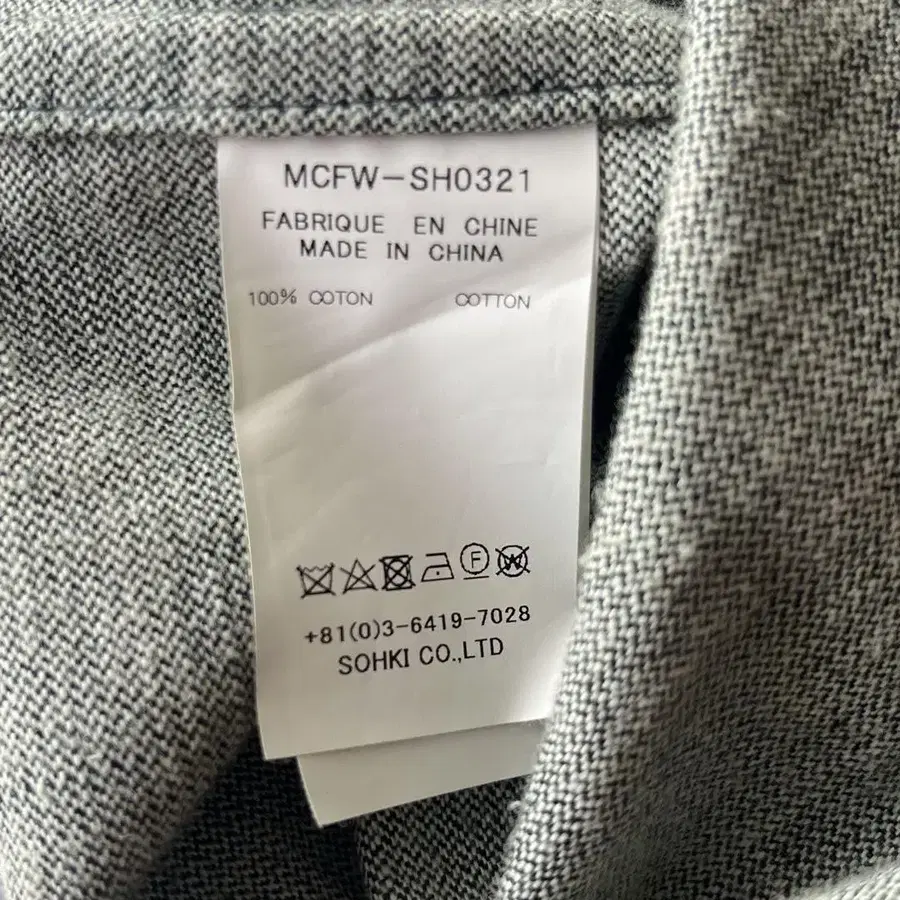 MCFW-SH0321
FABRIQUE EN CHINE
MADE IN CHINA
100% COTON COTTON
F W
+81(0)3-6419-7028
SOHKI CO.,LTD